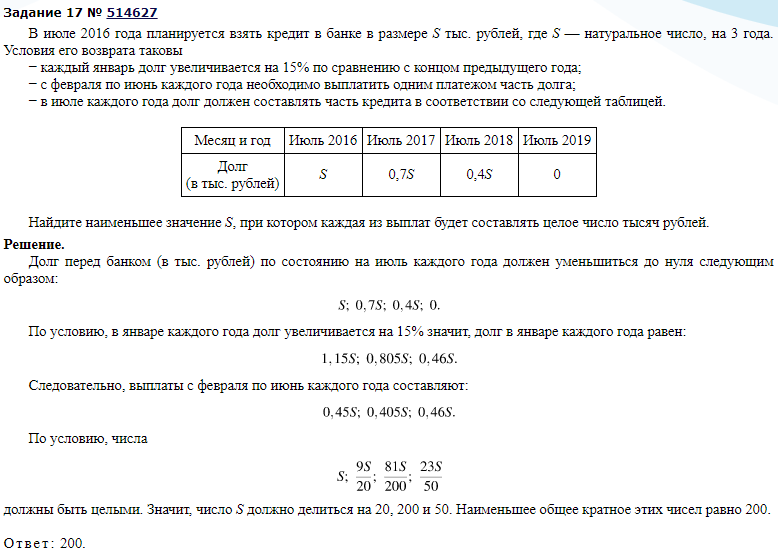 Задание 17 № 514627
В июле 2016 года планируется взять кредит в банке в размере S тыс. рублей, где S — натуральное число, на 3 года.
Условия его возврата таковы
− каждый январь долг увеличивается на 15% по сравнению с концом предыдущего года;
− с февраля по июнь каждого года необходимо выплатить одним платежом часть долга;
− в июле каждого года долг должен составлять часть кредита в соответствии со следующей таблицей.
Месяц и год Июль 2016 Июль 2017 Июль 2018 Июль 2019
Долг
(в тыс. рублей) S 0,7S 0,4S 0
Найдите наименьшее значение S, при котором каждая из выплат будет составлять целое число тысяч рублей.
Решение.
Долг перед банком (в тыс. рублей) по состоянию на июль каждого года должен уменьшиться до нуля следующим
образом:
S; 0,7S; 0,4S; 0.
По условию, в январе каждого года долг увеличивается на 15% значит, долг в январе каждого года равен:
1,15S; 0,805S; 0,46S.
Следовательно, выплаты с февраля по июнь каждого года составляют:
0,45S; 0,405S; 0,46S.
По условию, числа
S; 9S/20; 81S/200; 23S/50
должны быть целыми. Значит, число S должно делиться на 20, 200 и 50. Наименьшее общее кратное этих чисел равно 200.
Ответ: 200.